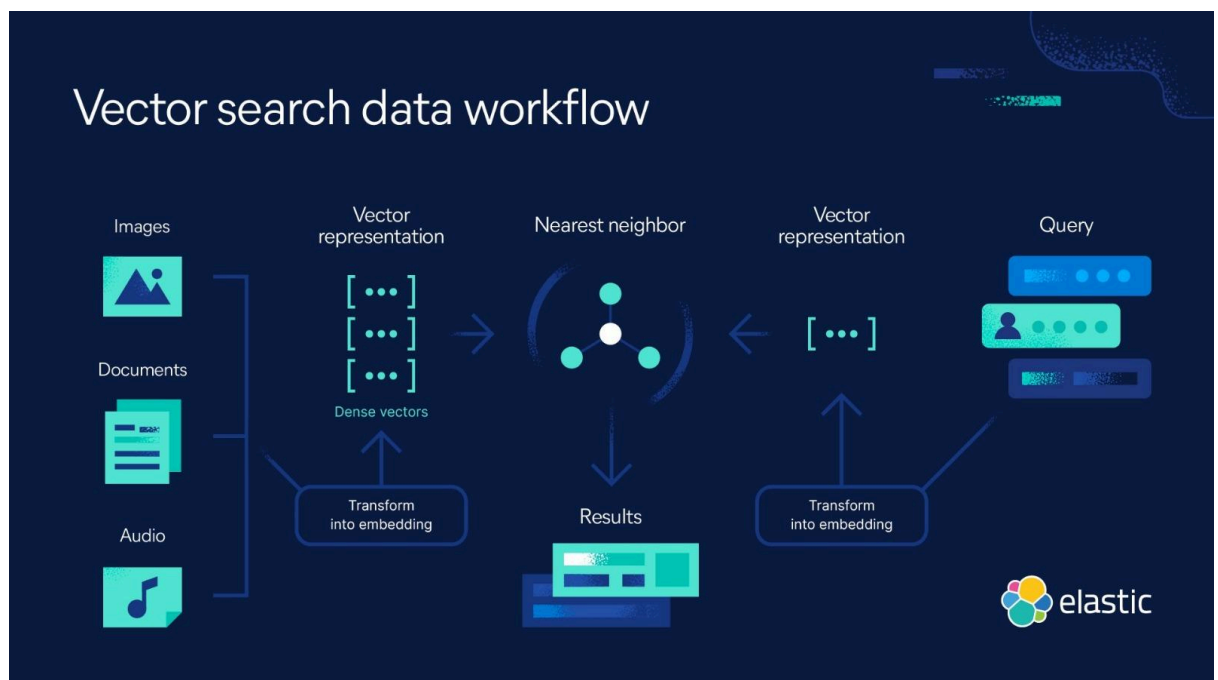 Vector search data workflow
Images
Documents
Audio
Vector
representation
Dense vectors
Transform
into embedding
Nearest neighbor
Results
Vector
representation
Transform
into embedding
Query
elastic